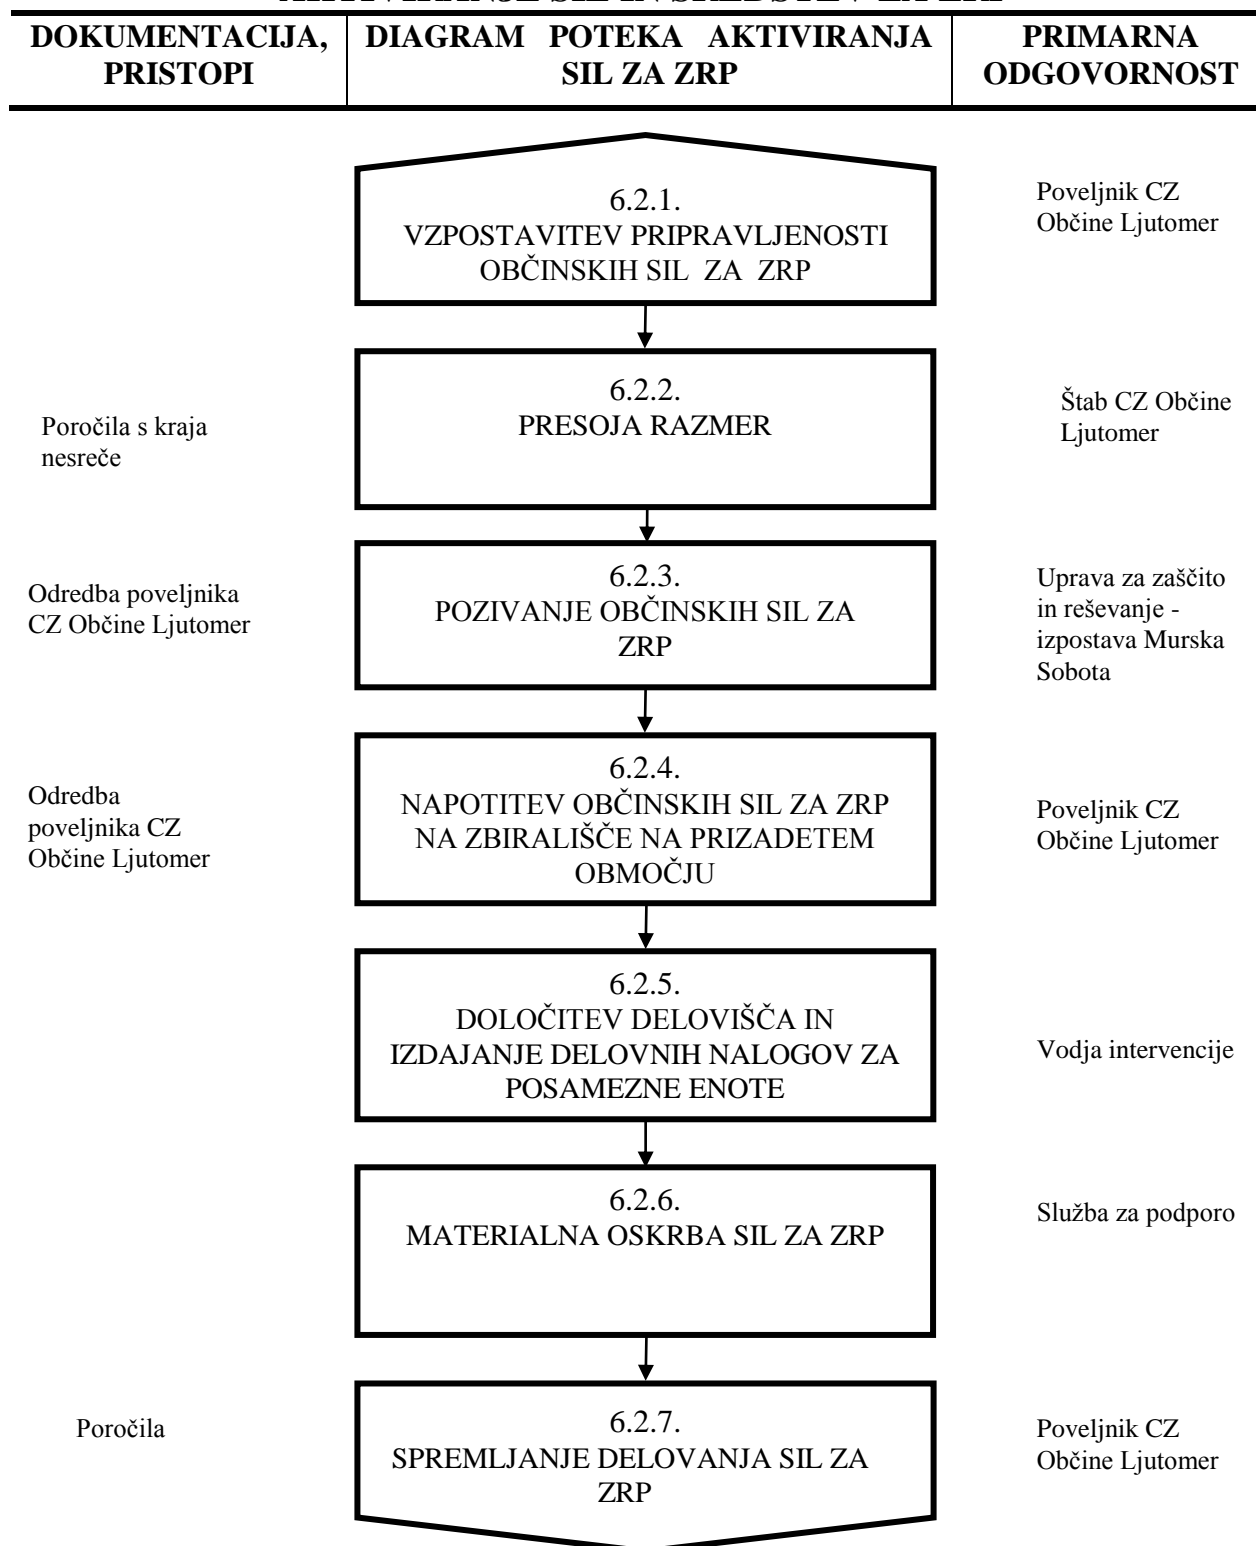 DOKUMENTACIJA,
PRISTOPI
DIAGRAM POTEKA AKTIVIRANJA
SIL ZA ZRP
PRIMARNA
ODGOVORNOST
6.2.1.
VZPOSTAVITEV PRIPRAVLJENOSTI
OBČINSKIH SIL ZA ZRP
Poveljnik CZ
Občine Ljutomer
Poročila s kraja
nesreče
6.2.2.
PRESOJA RAZMER
Štab CZ Občine
Ljutomer
Odredba poveljnika
CZ Občine Ljutomer
6.2.3.
POZIVANJE OBČINSKIH SIL ZA
ZRP
Uprava za zaščito
in reševanje -
izpostava Murska
Sobota
Odredba
poveljnika CZ
Občine Ljutomer
6.2.4.
NAPOTITEV OBČINSKIH SIL ZA ZRP
NA ZBIRALIŠČE NA PRIZADETEM
OBMOČJU
Poveljnik CZ
Občine Ljutomer
6.2.5.
DOLOČITEV DELOVIŠČA IN
IZDAJANJE DELOVNIH NALOGOV ZA
POSAMEZNE ENOTE
Vodja intervencije
6.2.6.
MATERIALNA OSKRBA SIL ZA ZRP
Služba za podporo
Poročila
6.2.7.
SPREMLJANJE DELOVANJA SIL ZA
ZRP
Poveljnik CZ
Občine Ljutomer